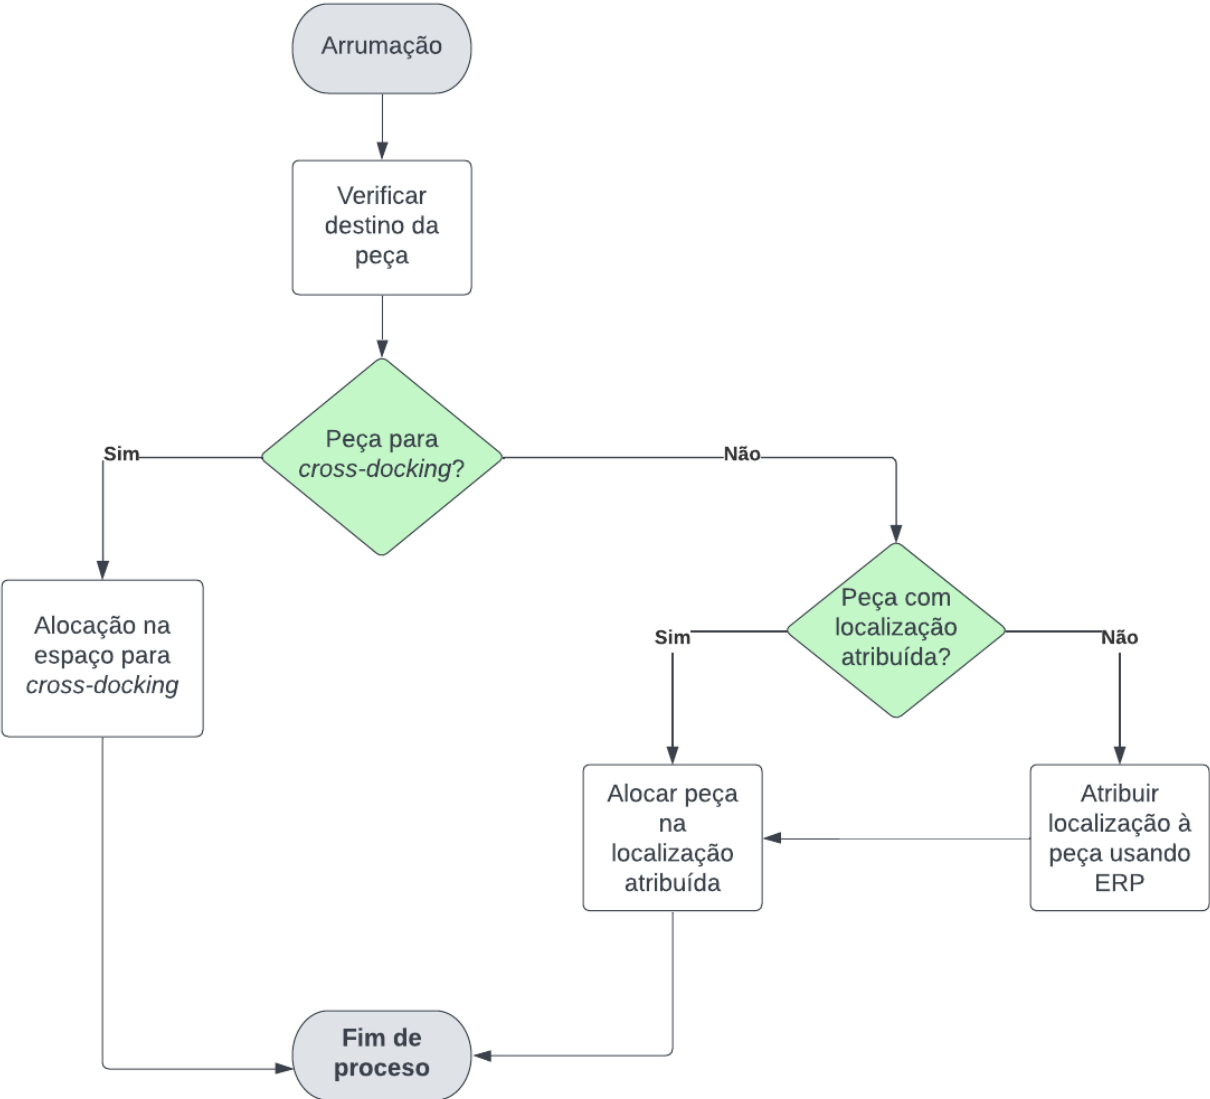 Arrumação
Verificar
destino da
peça
Peça para
cross-docking?
Sim
Não
Peça com
localização
atribuída?
Sim
Não
Alocação na
espaço para
cross-docking
Alocar peça
na
localização
atribuída
Atribuir
localização à
peça usando
ERP
Fim de
proceso